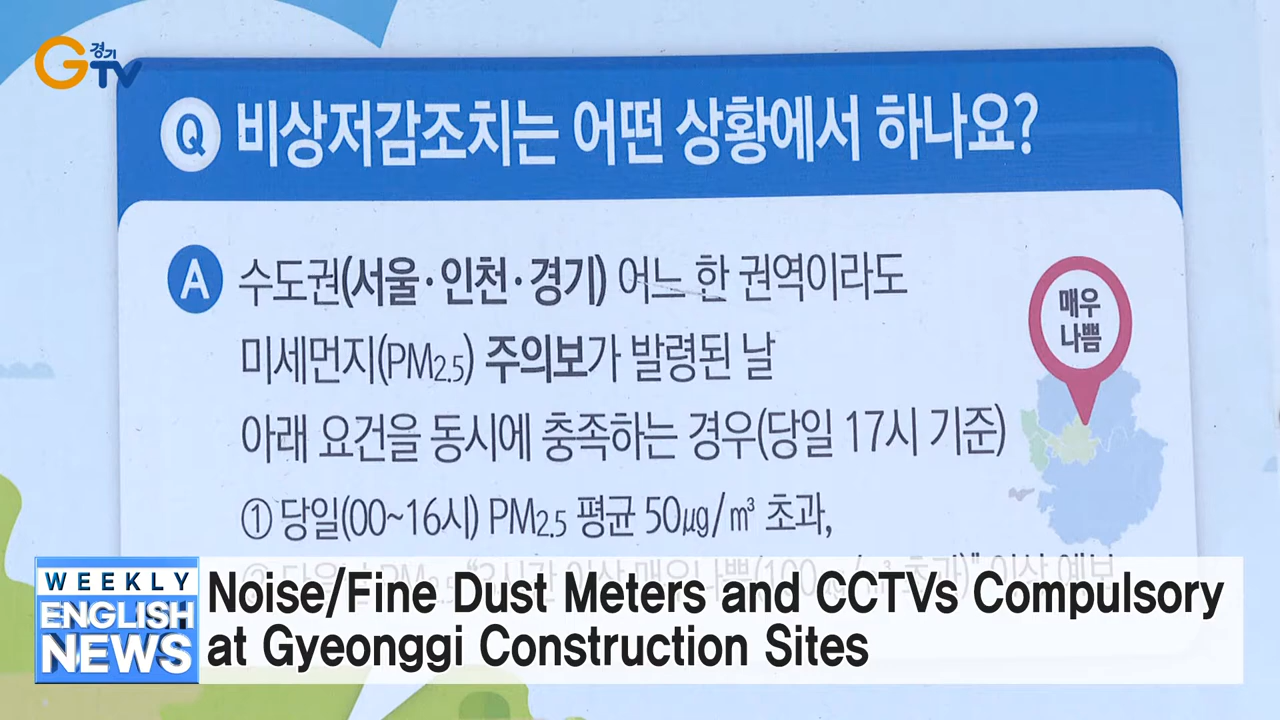 경기
GTV
Q 비상저감조치는 어떤 상황에서 하나요?
A 수도권(서울·인천·경기) 어느 한 권역이라도
미세먼지(PM2.5) 주의보가 발령된 날
아래 요건을 동시에 충족하는 경우(당일 17시 기준)
① 당일(00~16시) PM2.5 평균 50㎍/㎥ 초과,
매우
나쁨
WEEKLY
ENGLISH
NEWS
Noise/Fine Dust Meters and CCTVs Compulsory
at Gyeonggi Construction Sites